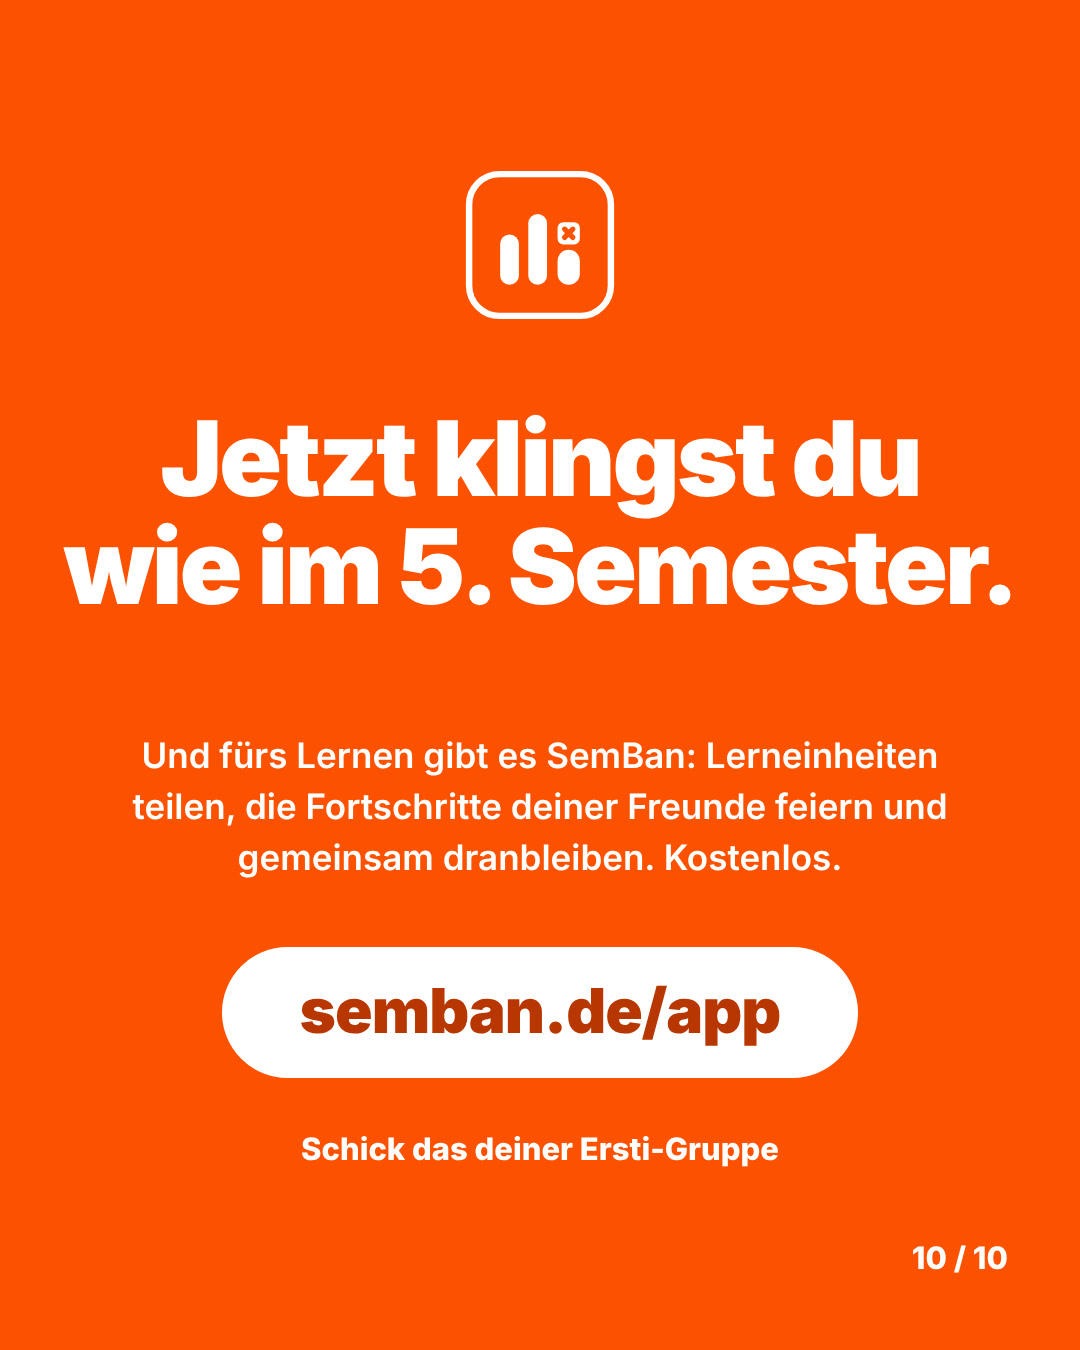 Jetzt klingst du
wie im 5. Semester.
Und fürs Lernen gibt es SemBan: Lerneinheiten
teilen, die Fortschritte deiner Freunde feiern und
gemeinsam dranbleiben. Kostenlos.
semban.de/app
Schick das deiner Ersti-Gruppe
10 / 10